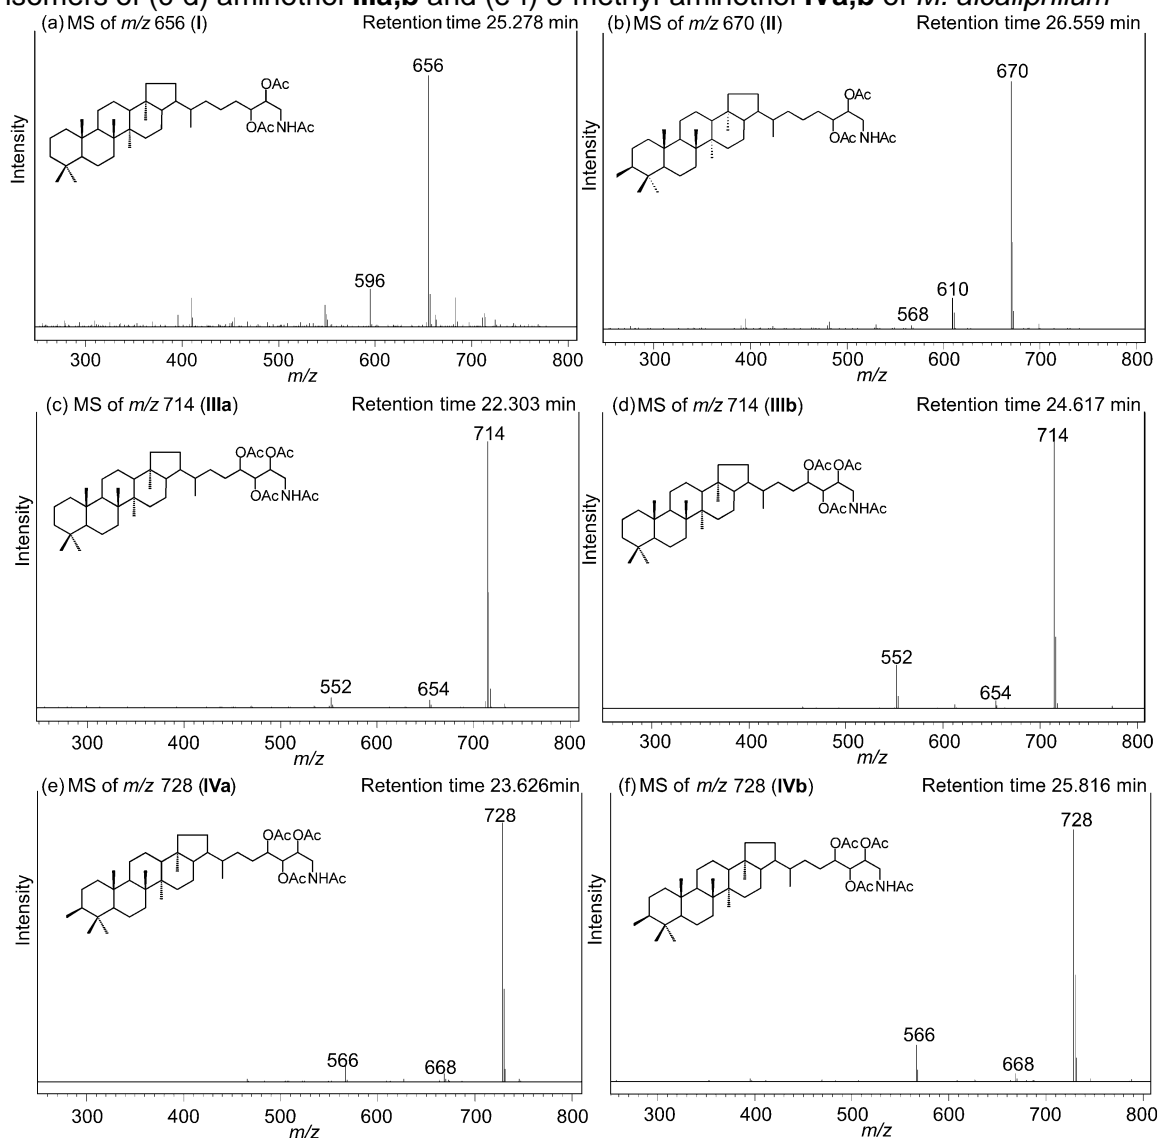 isomers of (c-d) aminotriol IIIa,b and (e-f) 3-methyl aminotriol IVa,b of M. alcaliphilum
(a) MS of m/z 656 (I) Retention time 25.278 min
656
596
OAc
OAc NHAc
Intensity
300 400 500 600 700 800
m/z
(b) MS of m/z 670 (II) Retention time 26.559 min
670
610
568
OAc
OAc NHAc
Intensity
300 400 500 600 700 800
m/z
(c) MS of m/z 714 (IIIa) Retention time 22.303 min
714
552
654
OAc OAc
OAc NHAc
Intensity
300 400 500 600 700 800
m/z
(d) MS of m/z 714 (IIIb) Retention time 24.617 min
714
552
654
OAc OAc
OAc NHAc
Intensity
300 400 500 600 700 800
m/z
(e) MS of m/z 728 (IVa) Retention time 23.626min
728
566
668
OAc OAc
OAc NHAc
Intensity
300 400 500 600 700 800
m/z
(f) MS of m/z 728 (IVb) Retention time 25.816 min
728
566
668
OAc OAc
OAc NHAc
Intensity
300 400 500 600 700 800
m/z